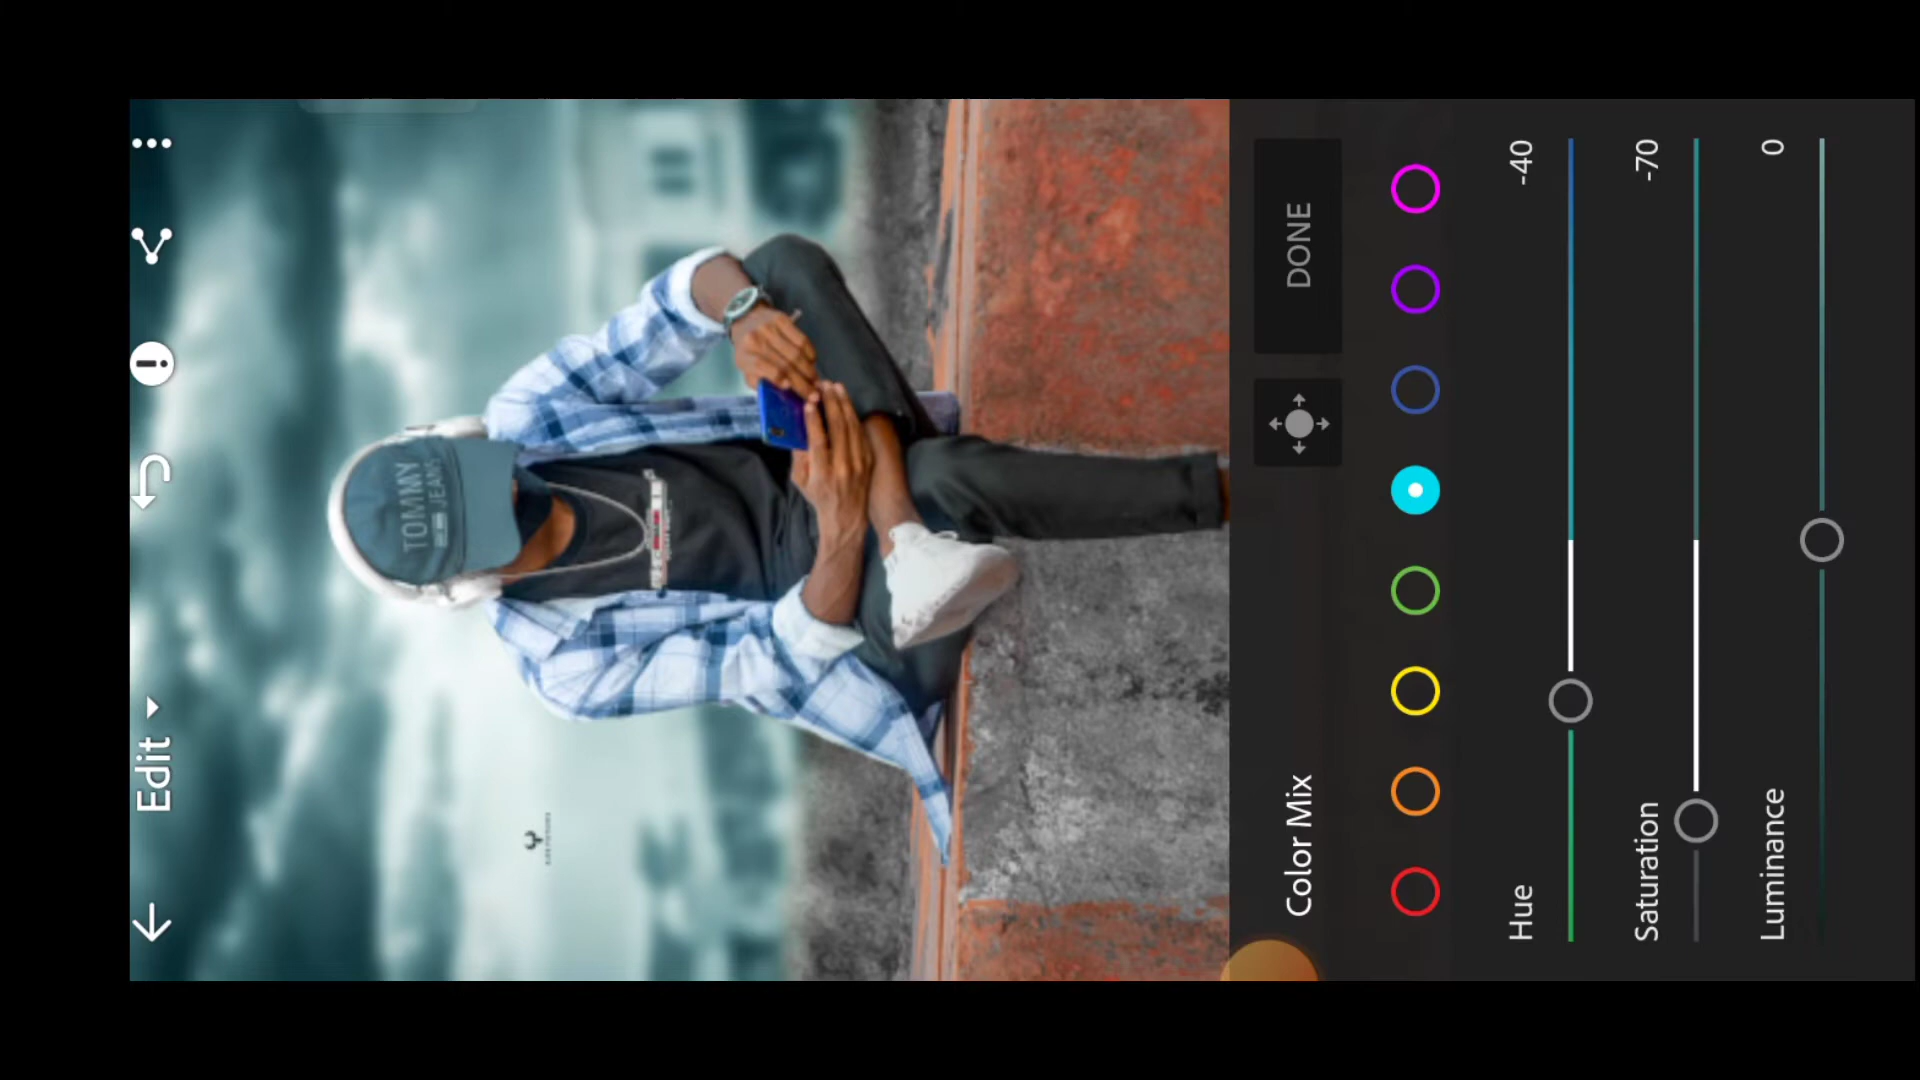 Edit
TOMMY
JEANS
Color Mix
DONE
Hue
-40
Saturation
-70
Luminance
0